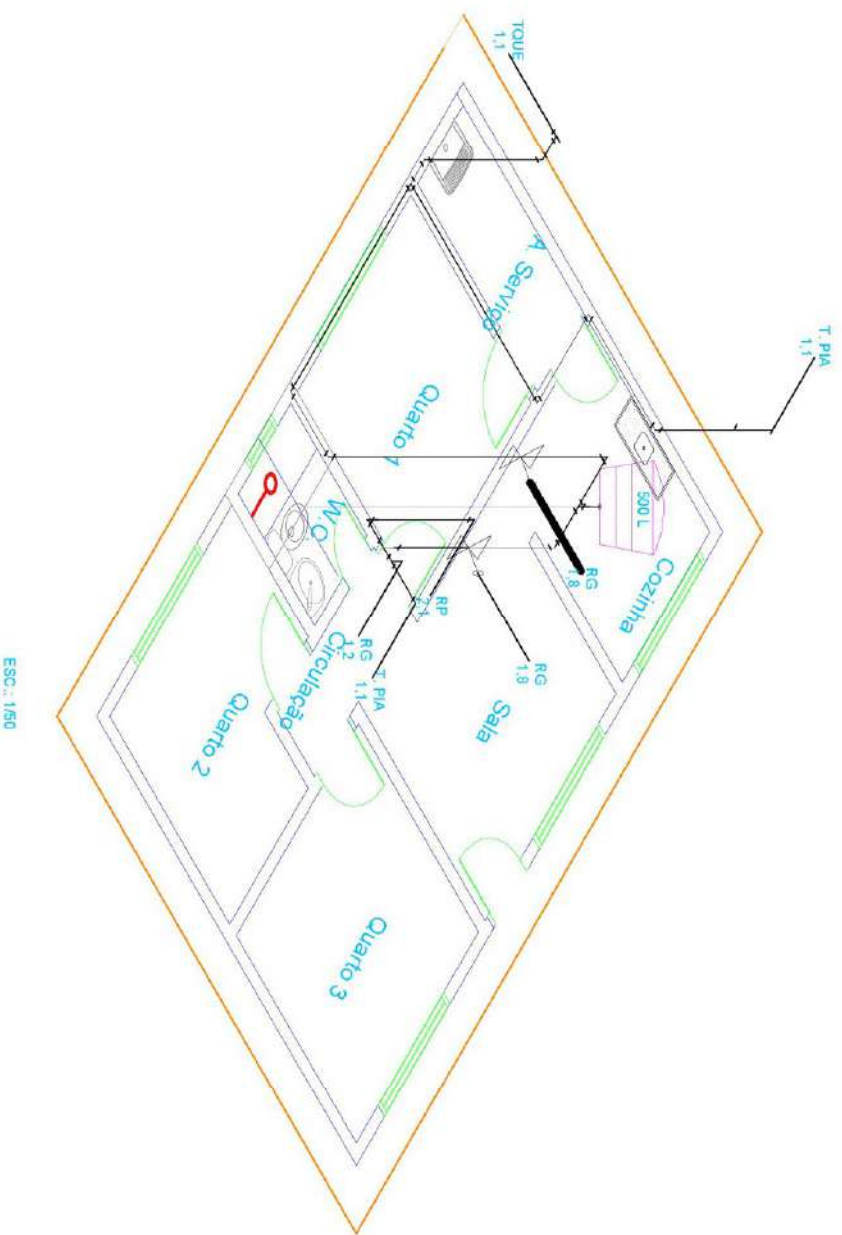 TQUE
1,1
T. PIA
1,1
A. Serviço
Quarto 1
500 L
Cozinha
RG
1,8
W.C
RP
2,1
RG
1,2
T. PIA
1,1
RG
1,8
Circulação
Sala
Quarto 2
Quarto 3
ESC.: 1/50